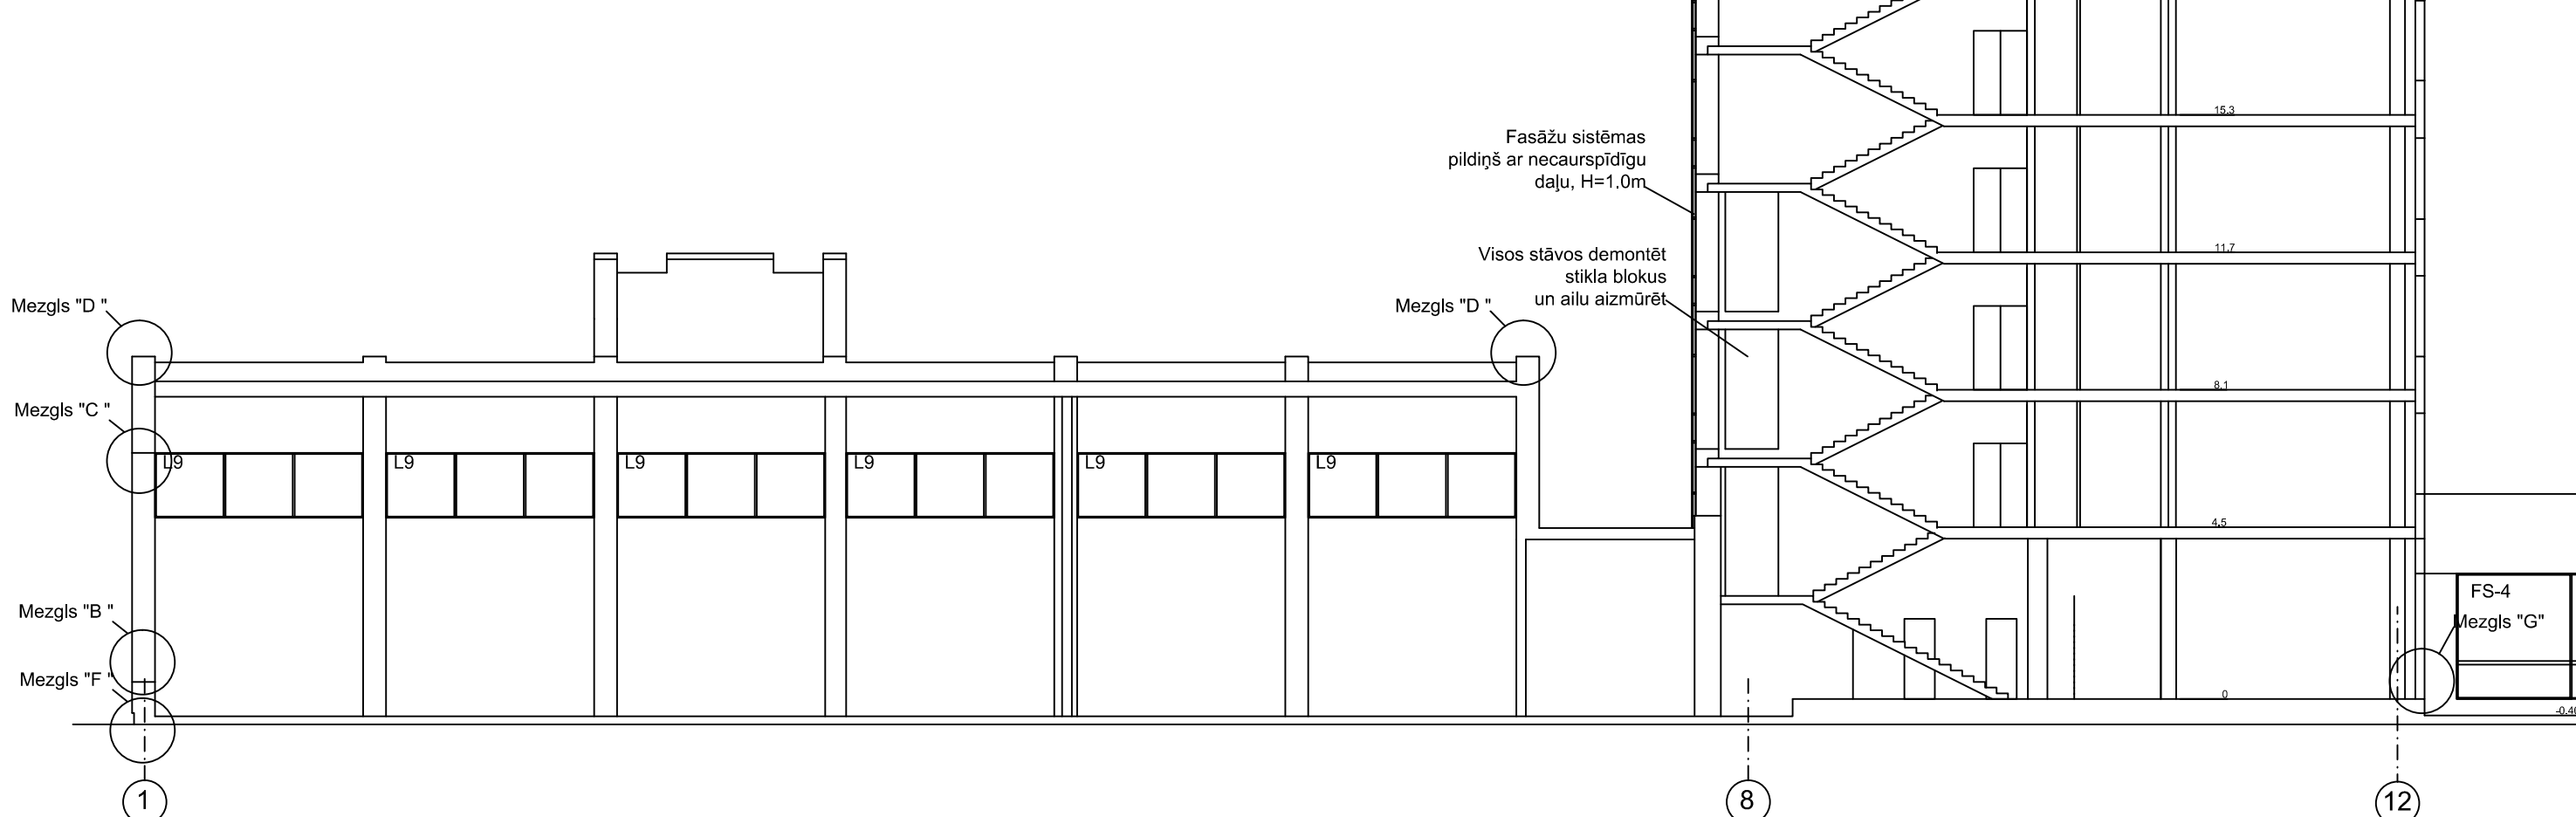 15.3
Fasāžu sistēmas
pildiņš ar necaurspīdīgu
daļu, H=1.0m
11.7
Visos stāvos demontēt
stikla blokus
un ailu aizmūrēt
Mezgls "D "
Mezgls "D "
8.1
Mezgls "C "
L9
L9
L9
L9
L9
L9
4.5
FS-4
Mezgls "B "
Mezgls "G"
Mezgls "F "
0
-0.40
1
8
12